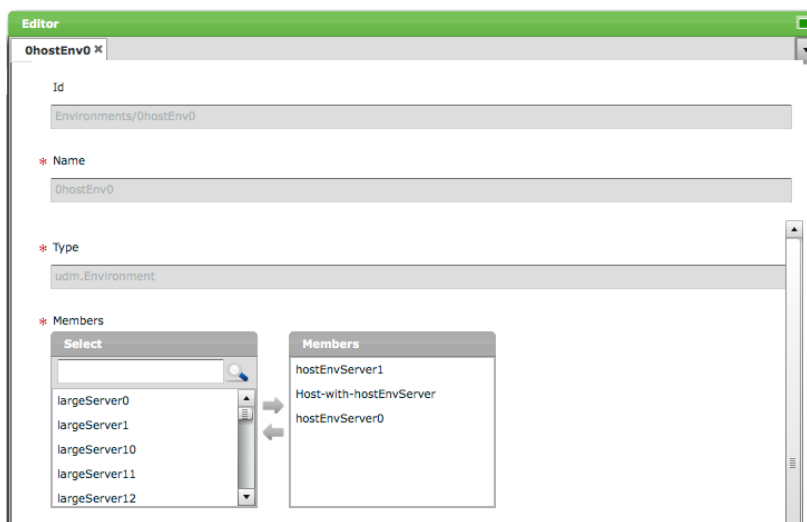 Editor
0hostEnv0
Id
Environments/0hostEnv0
* Name
0hostEnv0
* Type
udm.Environment
* Members
Select
Members
largeServer0
largeServer1
largeServer10
largeServer11
largeServer12
hostEnvServer1
Host-with-hostEnvServer
hostEnvServer0